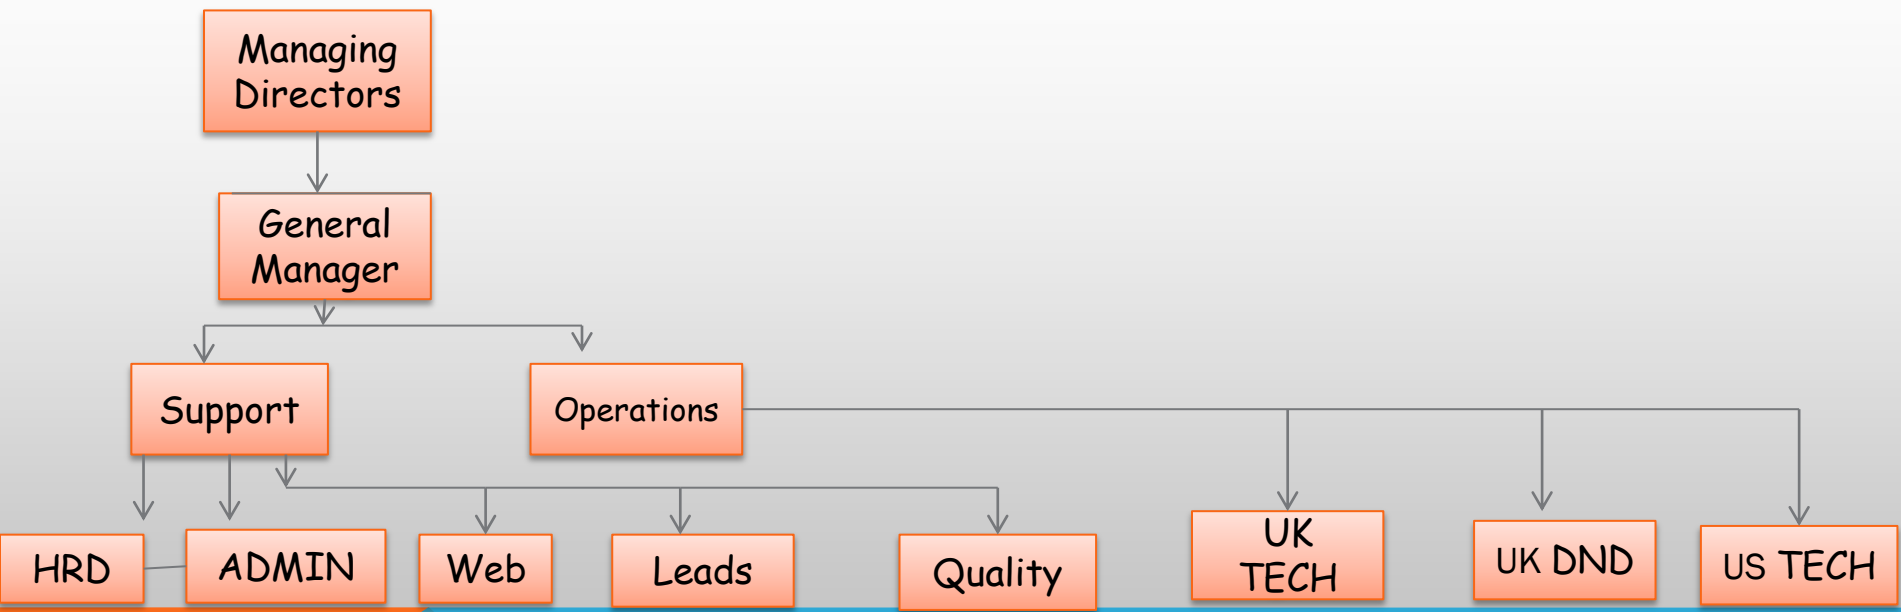 Managing
Directors
General
Manager
Support
Operations
HRD
ADMIN
Web
Leads
Quality
UK
TECH
UK DND
US TECH